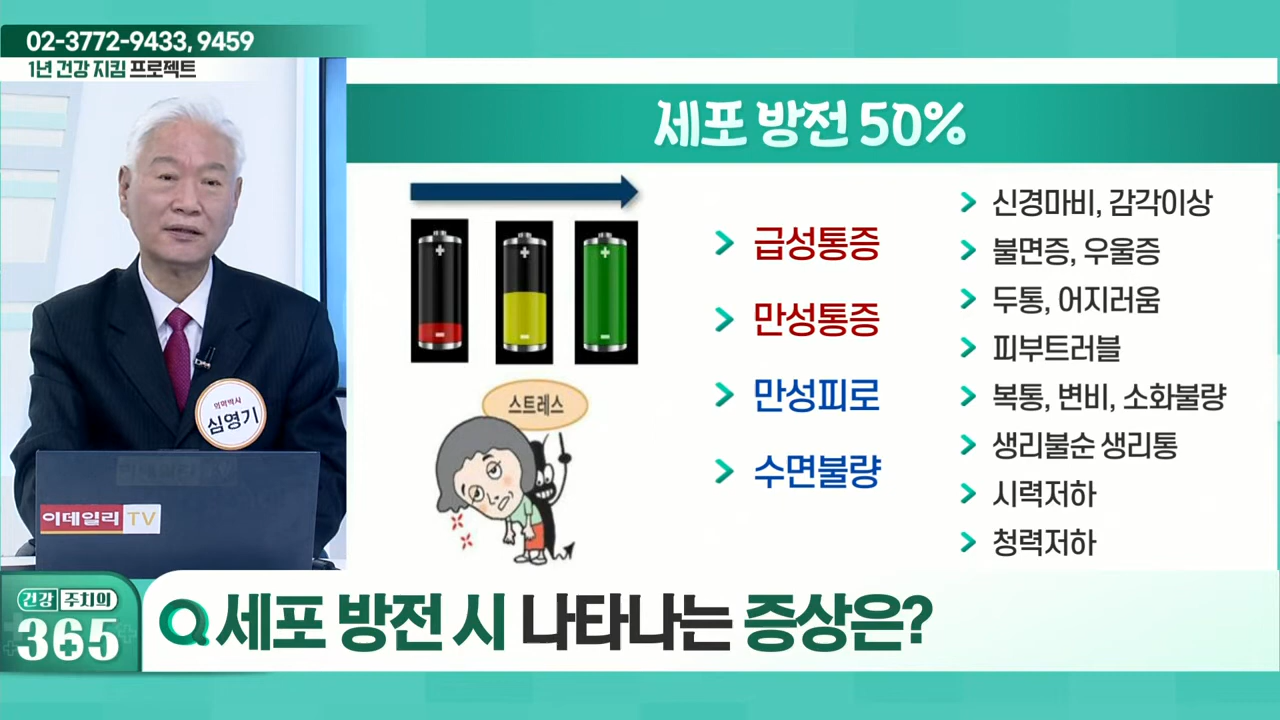 02-3772-9433, 9459
1년 건강 지킴 프로젝트
세포 방전 50%
급성통증
만성통증
만성피로
수면불량
신경마비, 감각이상
불면증, 우울증
두통, 어지러움
피부트러블
복통, 변비, 소화불량
생리불순 생리통
시력저하
청력저하
스트레스
의학박사
심영기
이데일리 TV
건강 주치의
365
Q 세포 방전 시 나타나는 증상은?